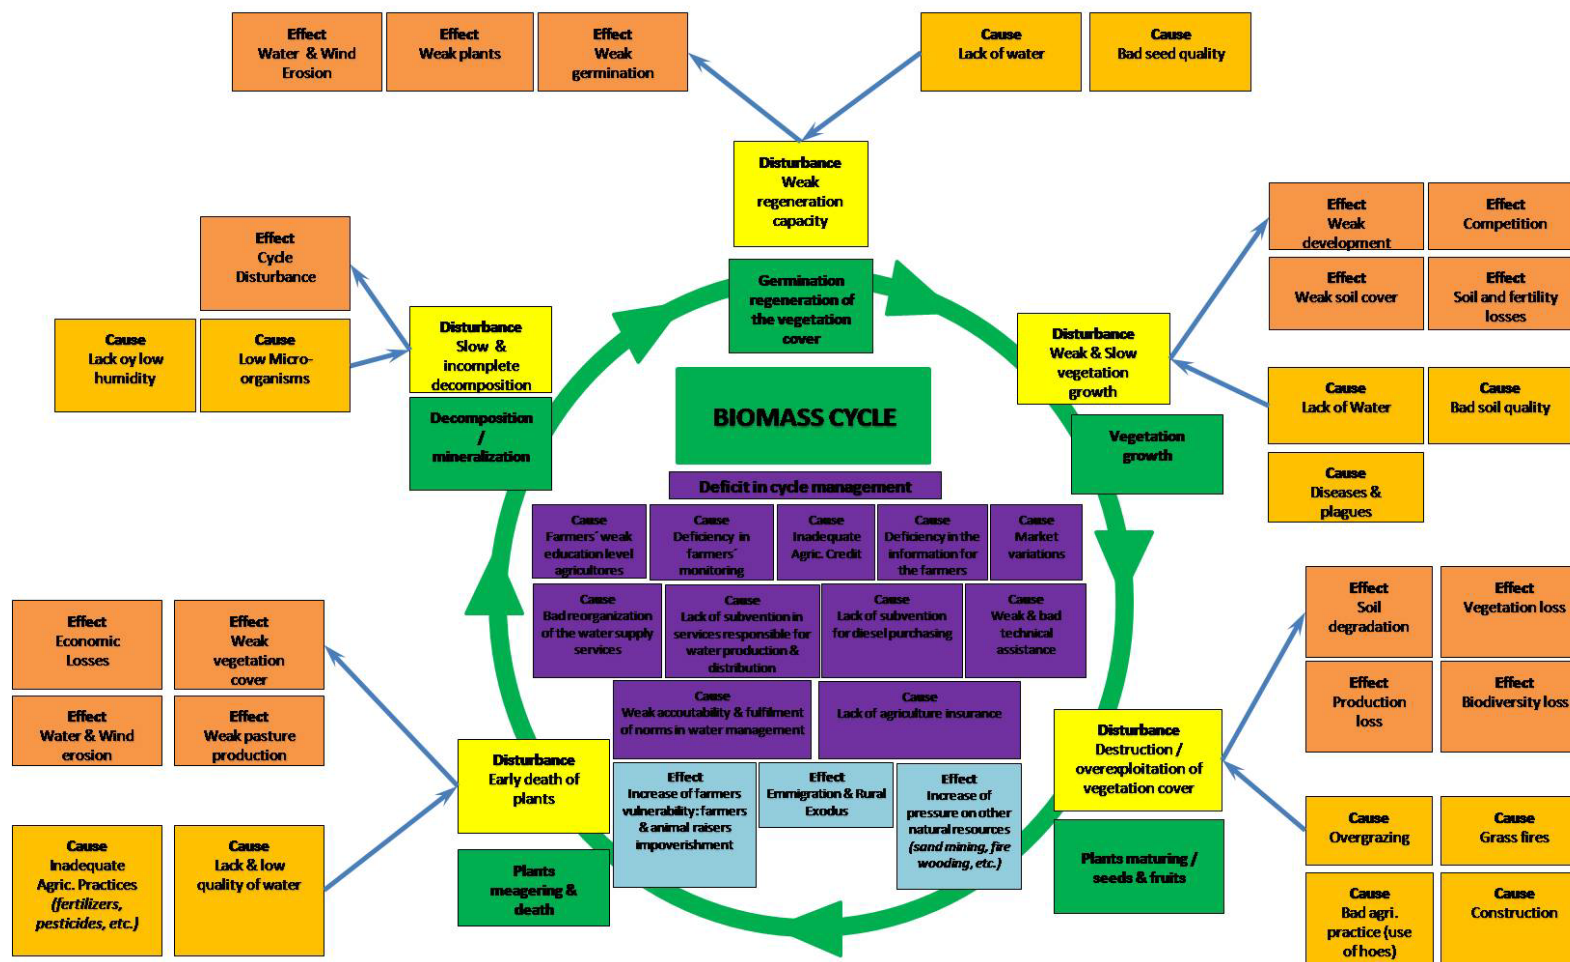 Effect
Water & Wind
Erosion
Effect
Weak plants
Effect
Weak
germination
Cause
Lack of water
Cause
Bad seed quality
Disturbance
Weak
regeneration
capacity
Effect
Cycle
Disturbance
Cause
Lack oy low
humidity
Cause
Low Micro-
organisms
Disturbance
Slow &
incomplete
decomposition
Decomposition
/
mineralization
Germination
regeneration of
the vegetation
cover
Disturbance
Weak & Slow
vegetation
growth
Vegetation
growth
Effect
Weak
development
Effect
Competition
Effect
Weak soil cover
Effect
Soil and fertility
losses
Cause
Lack of Water
Cause
Bad soil quality
Cause
Diseases &
plagues
BIOMASS CYCLE
Deficit in cycle management
Cause
Farmers´ weak
education level
agricultores
Cause
Deficiency in
farmers´
monitoring
Cause
Inadequate
Agric. Credit
Cause
Deficiency in the
information for
the farmers
Cause
Market
variations
Cause
Bad reorganization
of the water supply
services
Cause
Lack of subvention in
services responsible for
water production &
distribution
Cause
Lack of subvention
for diesel purchasing
Cause
Weak & bad
technical
assistance
Cause
Weak accoutability & fulfilment
of norms in water management
Cause
Lack of agriculture insurance
Effect
Increase of farmers
vulnerability: farmers
& animal raisers
impoverishment
Effect
Emmigration & Rural
Exodus
Effect
Increase of
pressure on other
natural resources
(sand mining, fire
wooding, etc.)
Effect
Economic
Losses
Effect
Weak
vegetation
cover
Effect
Water & Wind
erosion
Effect
Weak pasture
production
Cause
Inadequate
Agric. Practices
(fertilizers,
pesticides, etc.)
Cause
Lack & low
quality of water
Disturbance
Early death of
plants
Plants
meagering &
death
Disturbance
Destruction /
overexploitation of
vegetation cover
Plants maturing /
seeds & fruits
Effect
Soil
degradation
Effect
Vegetation loss
Effect
Production
loss
Effect
Biodiversity loss
Cause
Overgrazing
Cause
Grass fires
Cause
Bad agri.
practice (use
of hoes)
Cause
Construction